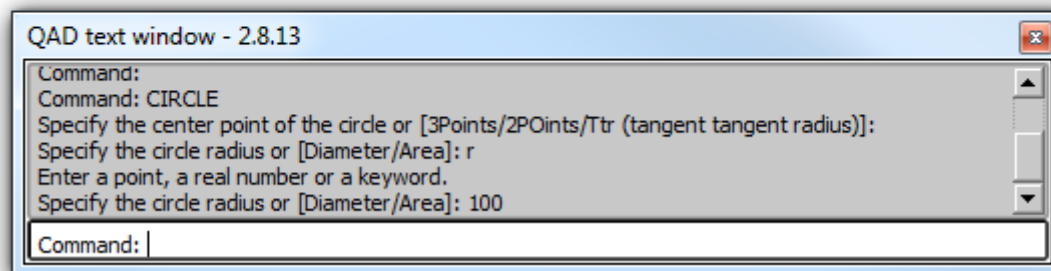 QAD text window - 2.8.13
Command:
Command: CIRCLE
Specify the center point of the circle or [3Points/2POints/Ttr (tangent tangent radius)]:
Specify the circle radius or [Diameter/Area]: r
Enter a point, a real number or a keyword.
Specify the circle radius or [Diameter/Area]: 100
Command: